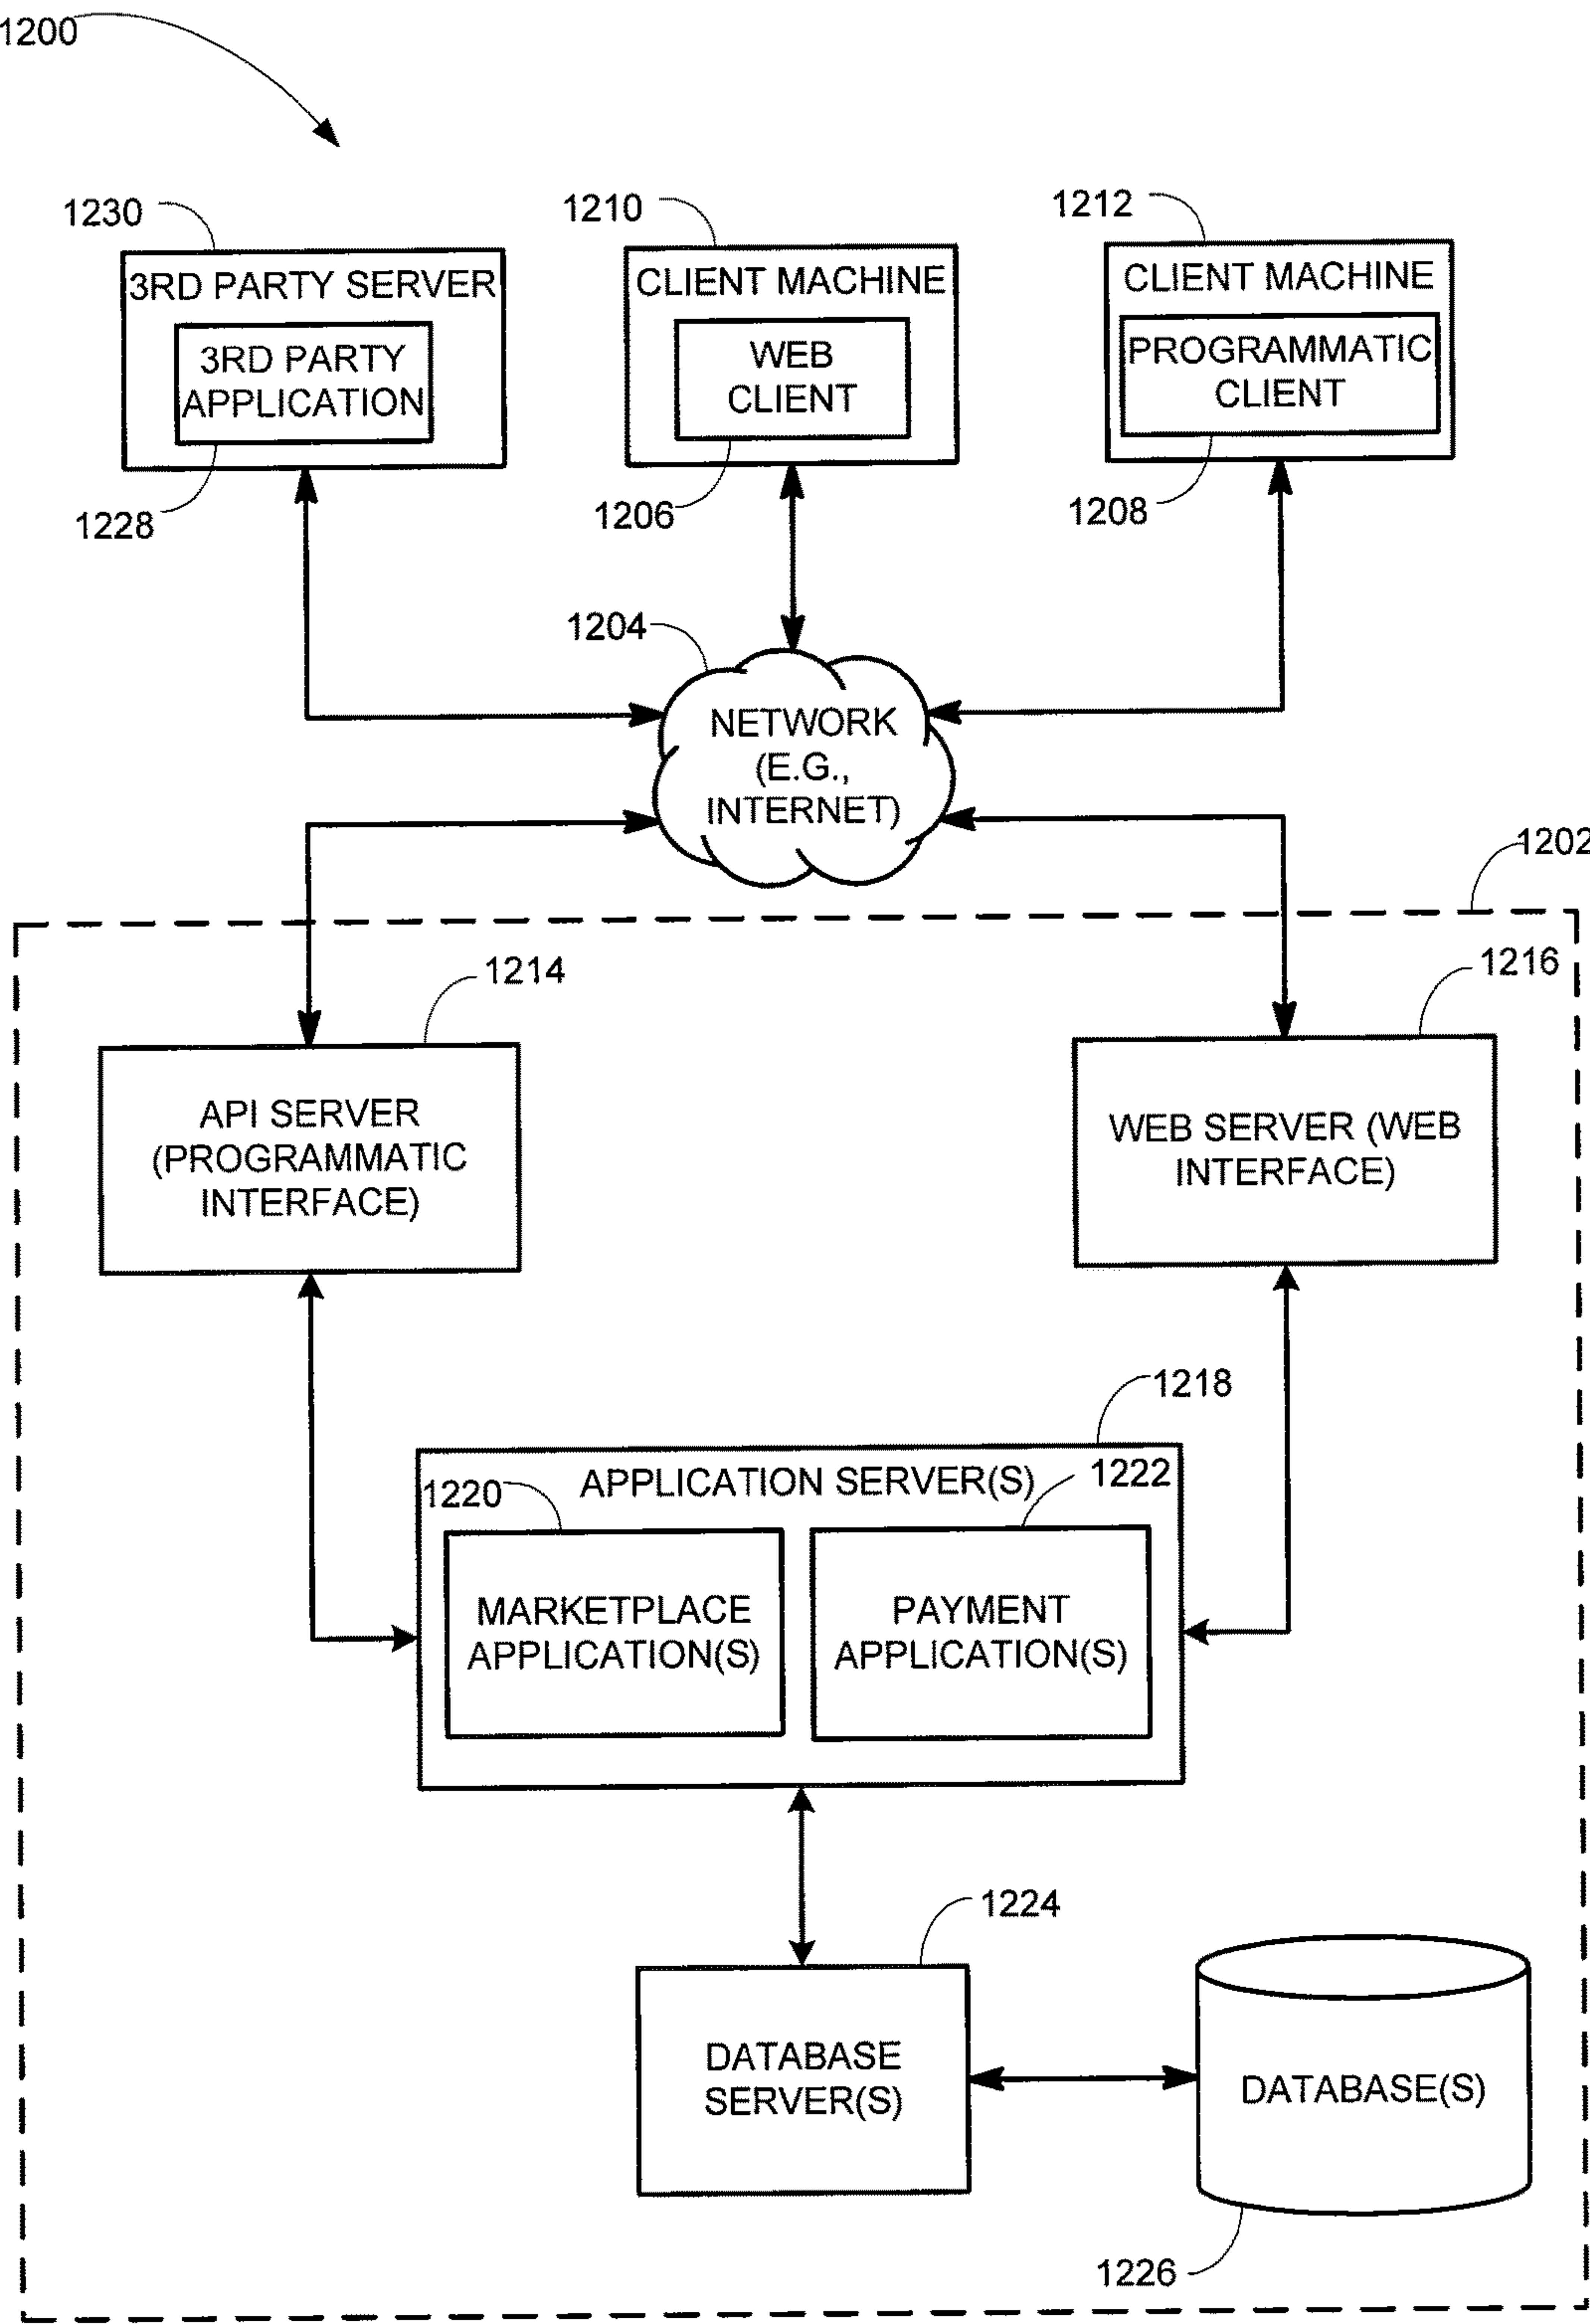 1200
1230
1210
1212
3RD PARTY SERVER
3RD PARTY
APPLICATION
1228
CLIENT MACHINE
WEB
CLIENT
1206
CLIENT MACHINE
PROGRAMMATIC
CLIENT
1208
1204
NETWORK
(E.G.,
INTERNET)
1202
1214
1216
API SERVER
(PROGRAMMATIC
INTERFACE)
WEB SERVER (WEB
INTERFACE)
1218
APPLICATION SERVER(S)
1220
1222
MARKETPLACE
APPLICATION(S)
PAYMENT
APPLICATION(S)
1224
DATABASE
SERVER(S)
DATABASE(S)
1226